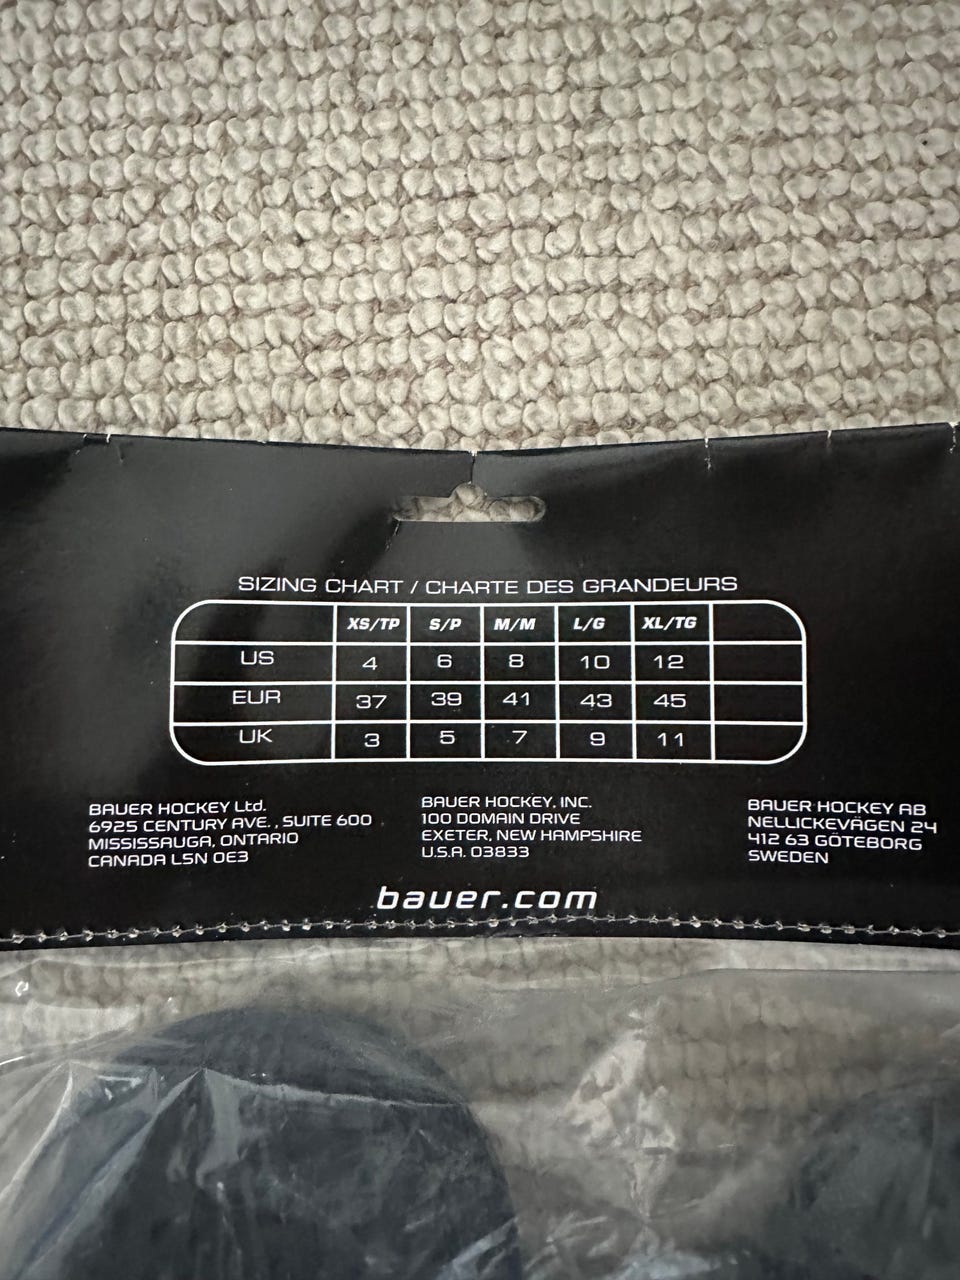 SIZING CHART / CHARTE DES GRANDEURS
XS/TP S/P M/M L/G XL/TG
US 4 6 8 10 12
EUR 37 39 41 43 45
UK 3 5 7 9 11
BAUER HOCKEY Ltd.
6925 CENTURY AVE., SUITE 600
MISSISSAUGA, ONTARIO
CANADA L5N 0E3
BAUER HOCKEY, INC.
100 DOMAIN DRIVE
EXETER, NEW HAMPSHIRE
U.S.A. 03833
BAUER HOCKEY AB
NELLICKEVÄGEN 24
412 63 GÖTEBORG
SWEDEN
bauer.com